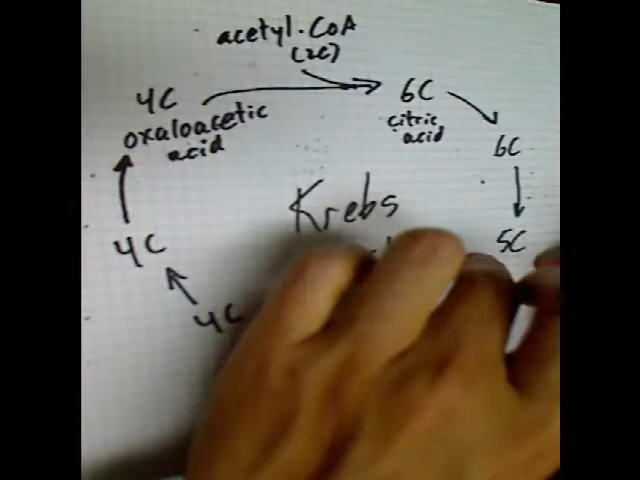 acetyl-CoA
(2C)
4C
oxaloacetic
acid
6C
citric
acid
6C
Krebs
5C
4C
4C